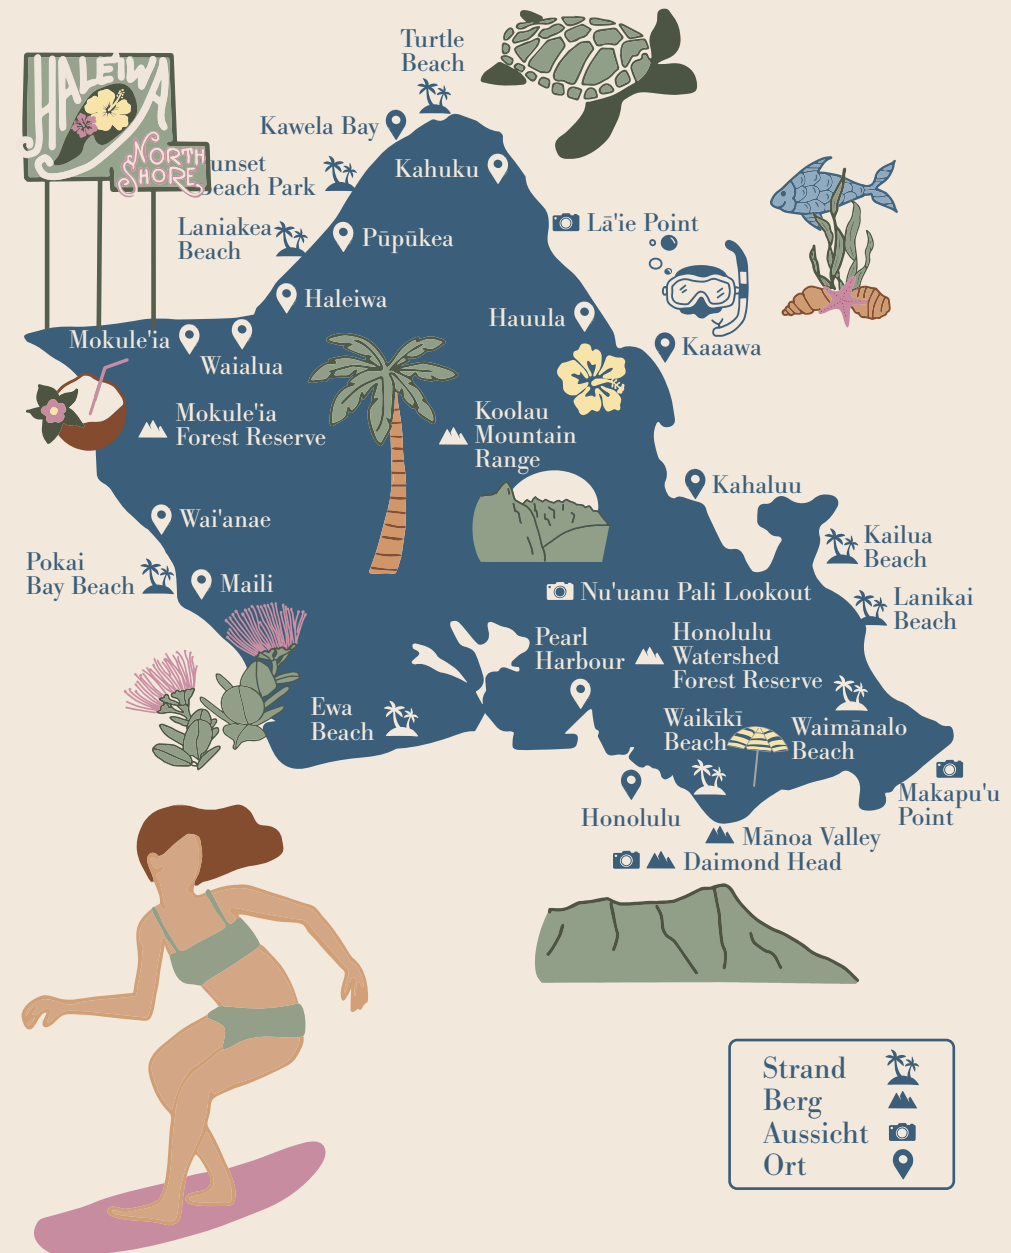 Turtle
Beach
HALEIWA
NORTH
SHORE
Kawela Bay
Kahuku
unset
Beach Park
Laniakea
Beach
Pūpūkea
Lā'ie Point
Haleiwa
Hauula
Mokule'ia
Waialua
Kaaawa
Mokule'ia
Forest Reserve
Koolau
Mountain
Range
Kahaluu
Wai'anae
Kailua
Beach
Pokai
Bay Beach
Maili
Nu'uanu Pali Lookout
Lanikai
Beach
Pearl
Harbour
Honolulu
Watershed
Forest Reserve
Ewa
Beach
Waikīkī
Beach
Waimānalo
Beach
Makapu'u
Point
Honolulu
Mānoa Valley
Daimond Head
Strand
Berg
Aussicht
Ort